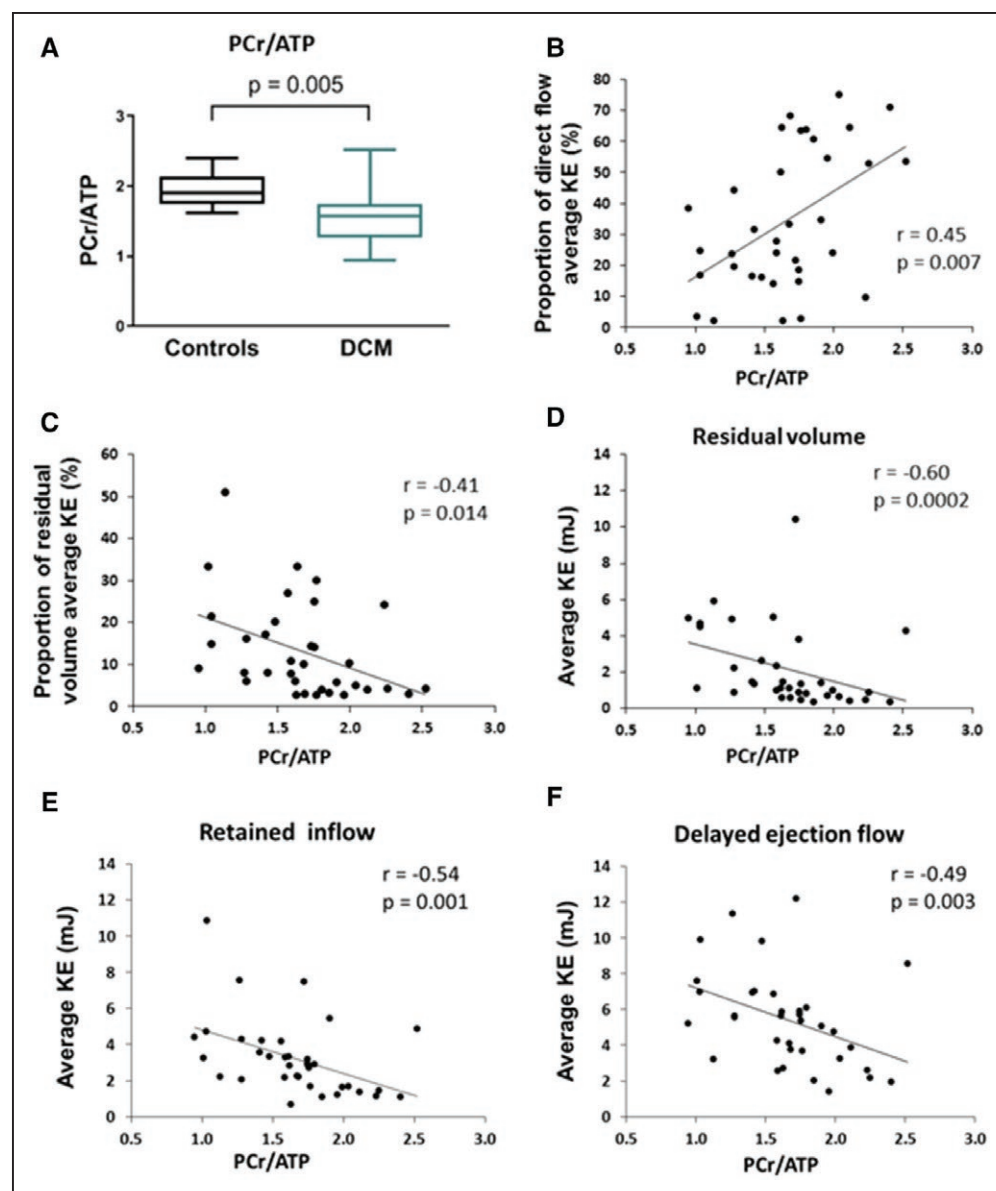 A
PCr/ATP
p = 0.005
PCr/ATP
3
2
1
0
Controls DCM
B
Proportion of direct flow
average KE (%)
80
70
60
50
40
30
20
10
0
r = 0.45
p = 0.007
0.5 1.0 1.5 2.0 2.5 3.0
PCr/ATP
C
Proportion of residual
volume average KE (%)
60
50
40
30
20
10
0
r = -0.41
p = 0.014
0.5 1.0 1.5 2.0 2.5 3.0
PCr/ATP
D
Residual volume
Average KE (mJ)
14
12
10
8
6
4
2
0
r = -0.60
p = 0.0002
0.5 1.0 1.5 2.0 2.5 3.0
PCr/ATP
E
Retained inflow
Average KE (mJ)
14
12
10
8
6
4
2
0
r = -0.54
p = 0.001
0.5 1.0 1.5 2.0 2.5 3.0
PCr/ATP
F
Delayed ejection flow
Average KE (mJ)
14
12
10
8
6
4
2
0
r = -0.49
p = 0.003
0.5 1.0 1.5 2.0 2.5 3.0
PCr/ATP